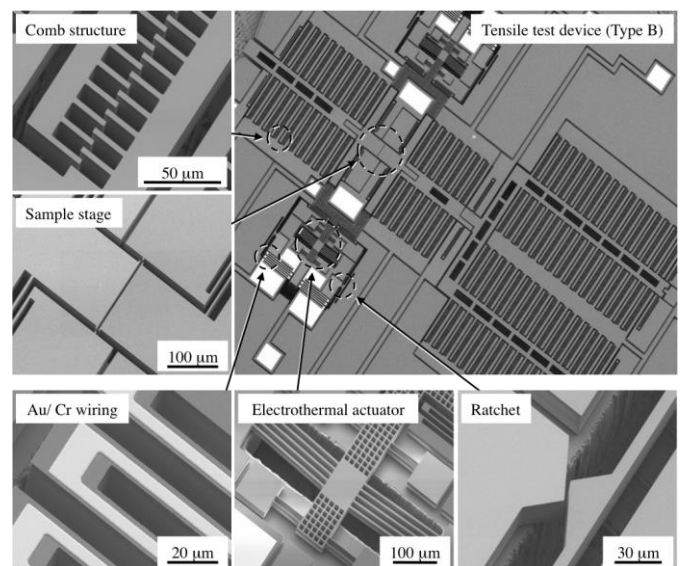 Comb structure
Tensile test device (Type B)
50 µm
Sample stage
100 µm
Au/ Cr wiring
Electrothermal actuator
Ratchet
20 µm
100 µm
30 µm